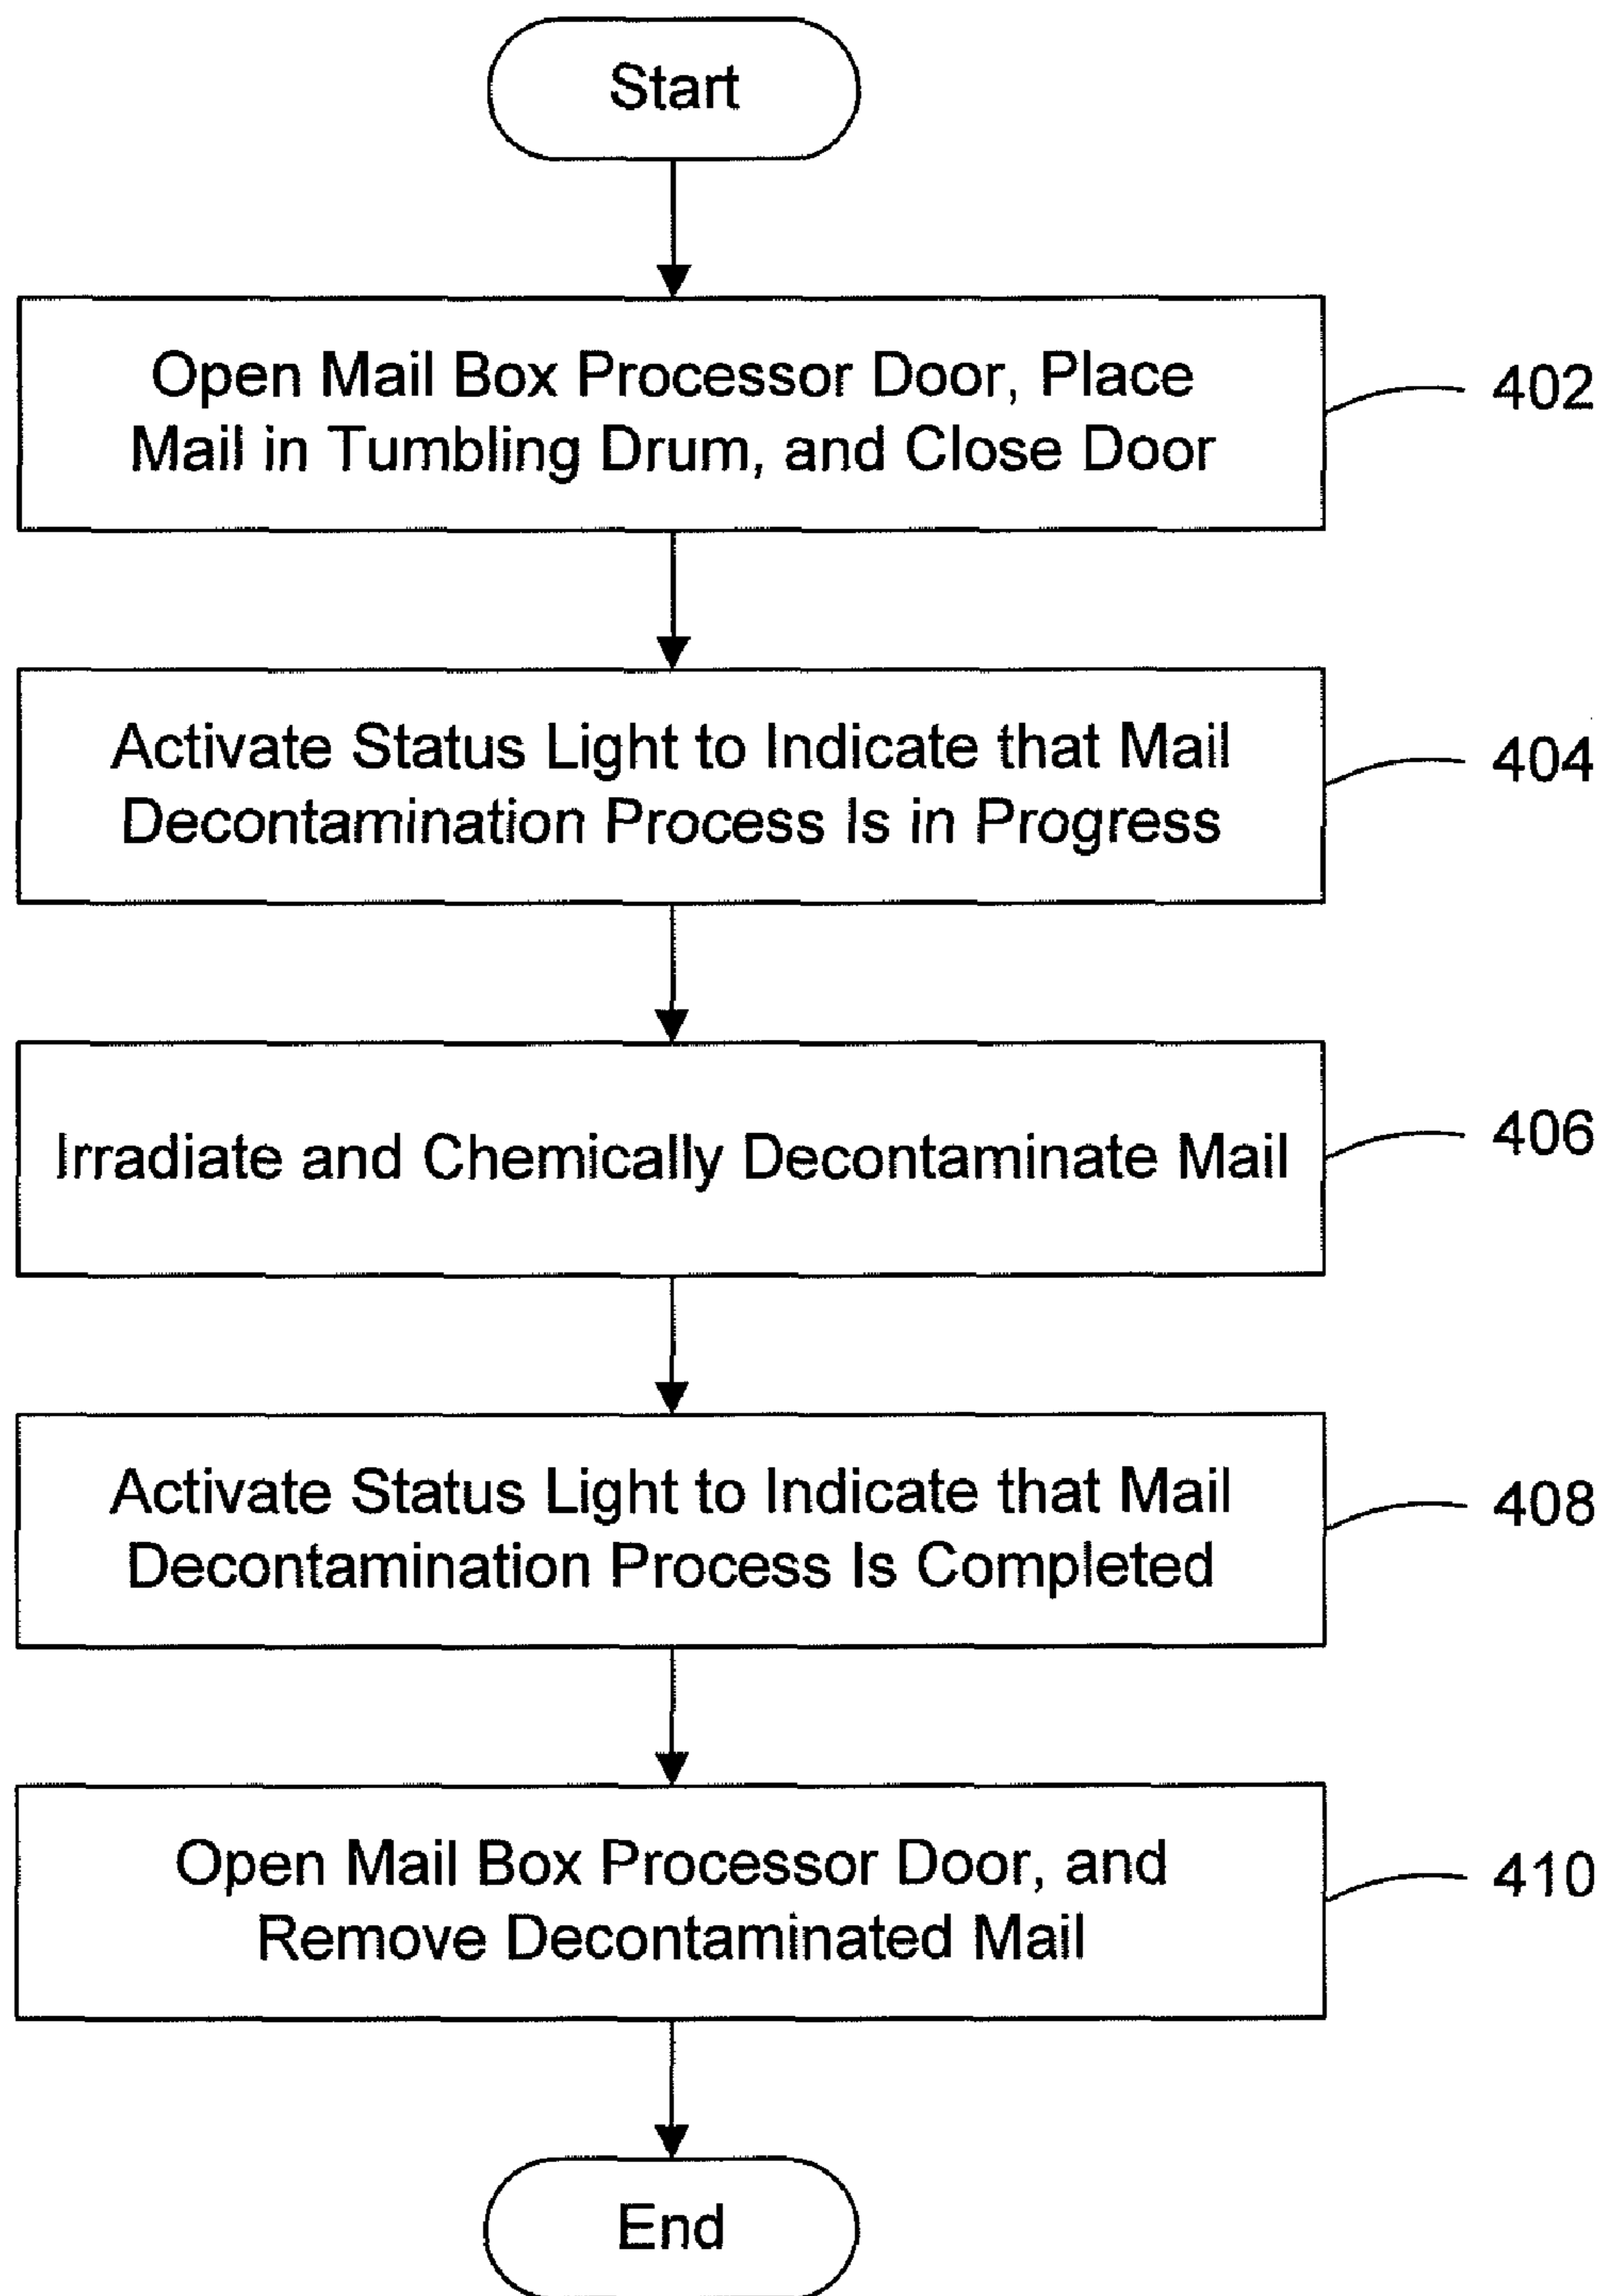 Start
Open Mail Box Processor Door, Place
Mail in Tumbling Drum, and Close Door
402
Activate Status Light to Indicate that Mail
Decontamination Process Is in Progress
404
Irradiate and Chemically Decontaminate Mail
406
Activate Status Light to Indicate that Mail
Decontamination Process Is Completed
408
Open Mail Box Processor Door, and
Remove Decontaminated Mail
410
End